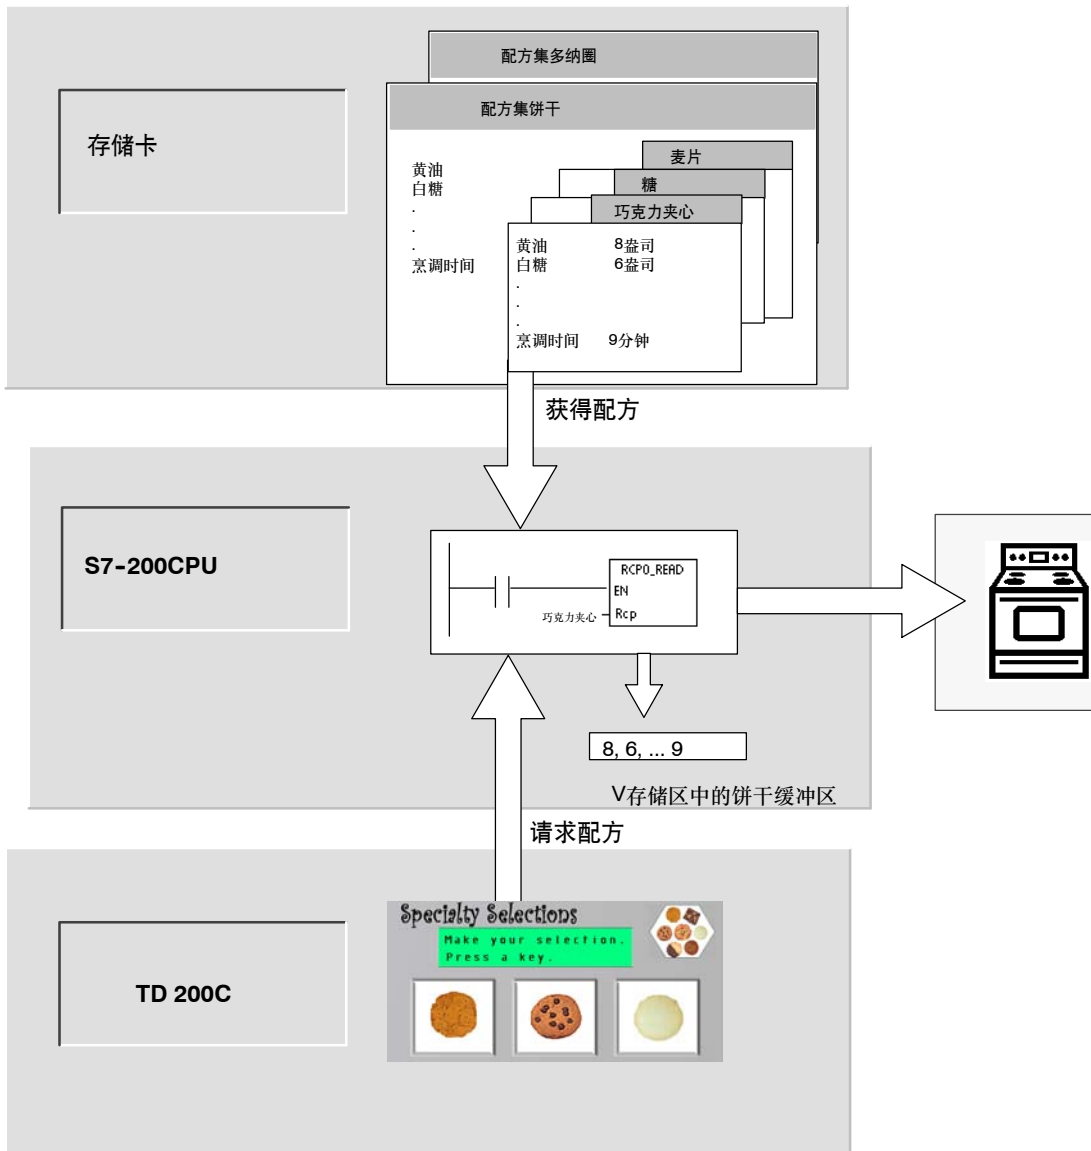 配方集多纳圈
配方集饼干
存储卡
麦片
糖
巧克力夹心
黄油
白糖
.
.
.
烹调时间
黄油 8盎司
白糖 6盎司
.
.
.
烹调时间 9分钟
获得配方
S7-200CPU
RCP0_READ
EN
巧克力夹心 Rcp
8, 6, ... 9
V存储区中的饼干缓冲区
请求配方
TD 200C
Specialty Selections
Make your selection.
Press a key.